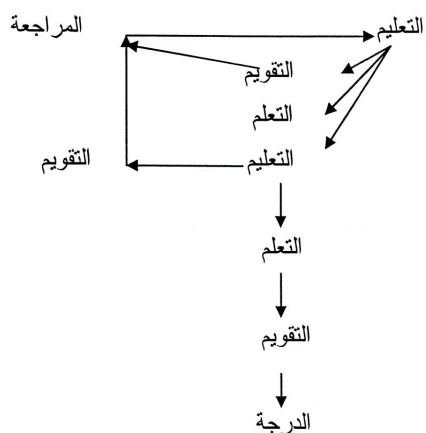 التعليم المراجعة
التقويم
التعلم
التعليم التقويم
التعلم
التقويم
الدرجة